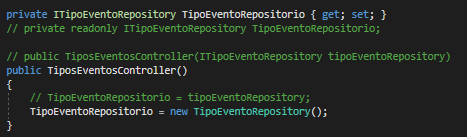 private ITipoEventoRepository TipoEventoRepositorio { get; set; }
// private readonly ITipoEventoRepository TipoEventoRepositorio;
// public TiposEventosController(ITipoEventoRepository tipoEventoRepository)
public TiposEventosController()
{
// TipoEventoRepositorio = tipoEventoRepository;
TipoEventoRepositorio = new TipoEventoRepository();
}